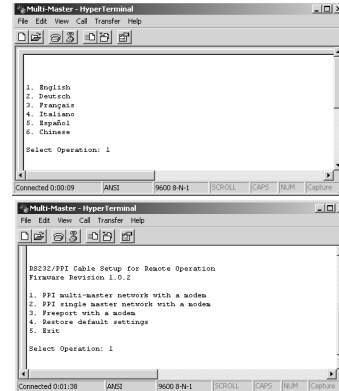 Multi-Master - HyperTerminal
File Edit View Call Transfer Help
1. English
2. Deutsch
3. Français
4. Italiano
5. Español
6. Chinese
Select Operation: 1
Connected 0:00:09 ANSI 9600 8-N-1 SCROLL CAPS NUM Capture
Multi-Master - HyperTerminal
File Edit View Call Transfer Help
RS232/PPI Cable Setup for Remote Operation
Firmware Revision 1.0.2
1. PPI multi-master network with a modem
2. PPI single master network with a modem
3. Freeport with a modem
4. Restore default settings
5. Exit
Select Operation: 1
Connected 0:01:38 ANSI 9600 8-N-1 SCROLL CAPS NUM Capture